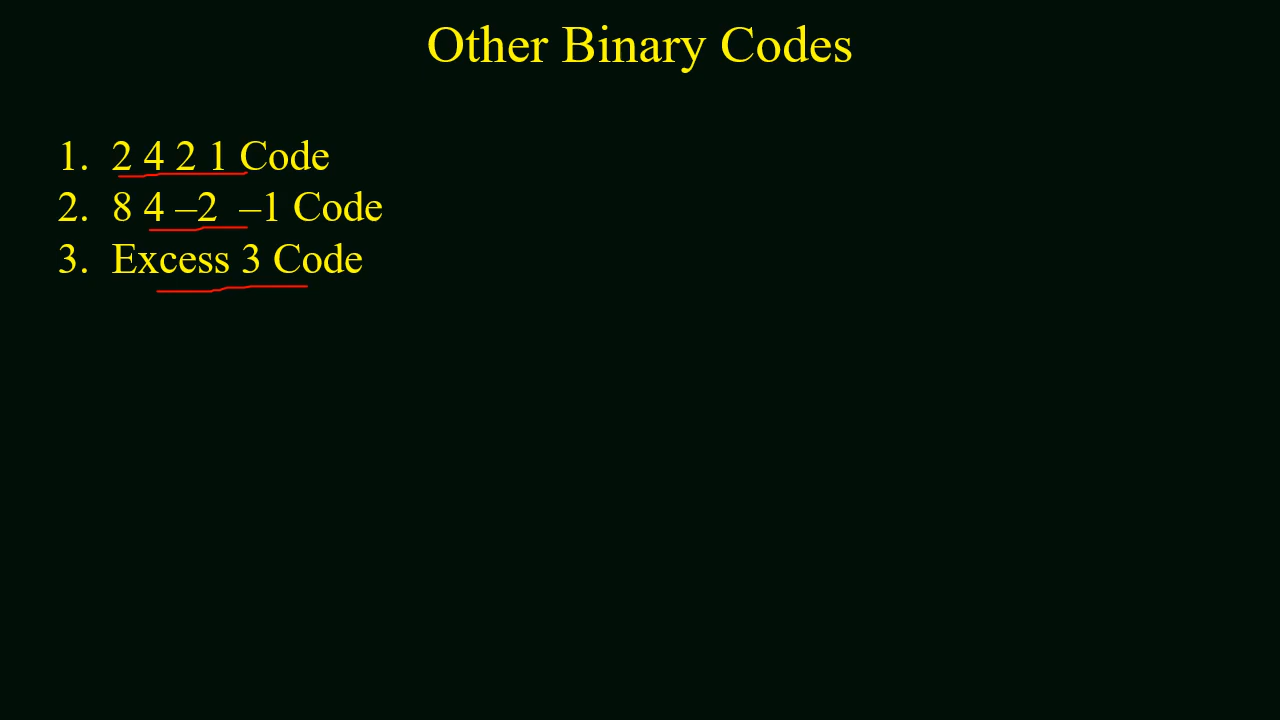 Other Binary Codes
1. 2 4 2 1 Code
2. 8 4 –2 –1 Code
3. Excess 3 Code